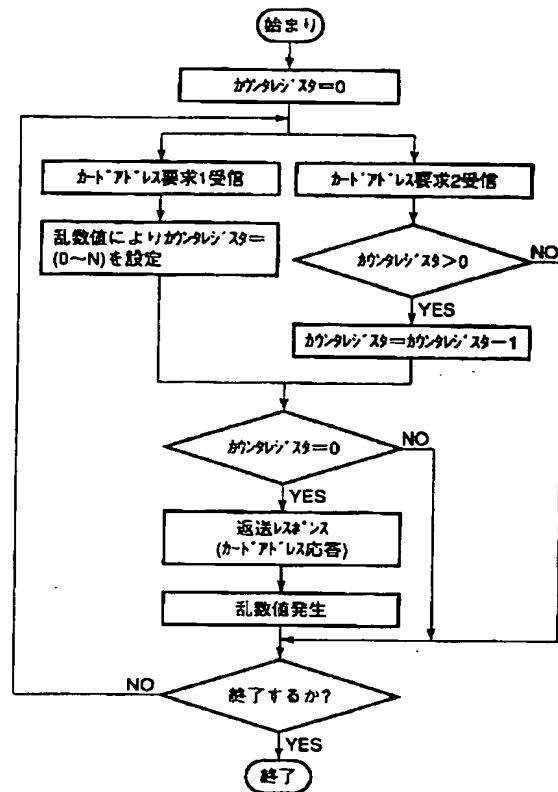 始まり
カウンタレジスタ=0
カードアドレス要求1受信
カードアドレス要求2受信
乱数値によりカウンタレジスタ=
(0~N)を設定
カウンタレジスタ>0
NO
YES
カウンタレジスタ=カウンタレジスタ-1
カウンタレジスタ=0
NO
YES
返送レスポンス
(カードアドレス応答)
乱数値発生
NO
終了するか?
YES
終了